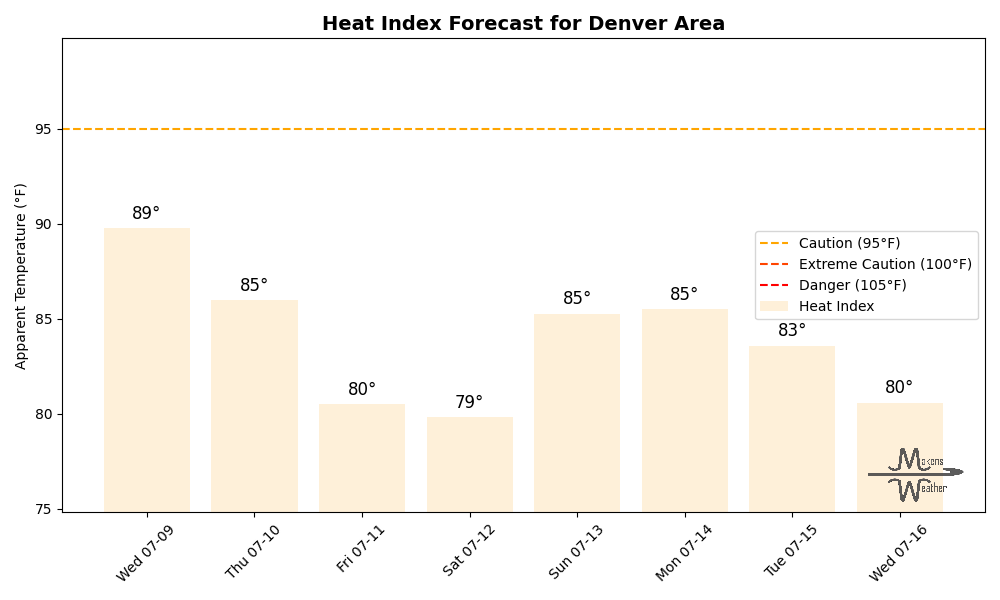 Heat Index Forecast for Denver Area
Apparent Temperature (°F)
95
90
85
80
75
89°
85°
80°
79°
85°
85°
83°
80°
Caution (95°F)
Extreme Caution (100°F)
Danger (105°F)
Heat Index
Makens
Weather
Wed 07-09
Thu 07-10
Fri 07-11
Sat 07-12
Sun 07-13
Mon 07-14
Tue 07-15
Wed 07-16